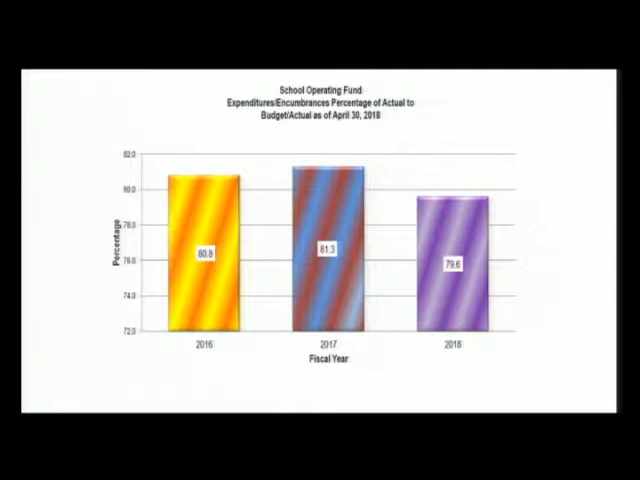 School Operating Fund
Expenditures/Encumbrances Percentage of Actual to
Budget/Actual as of April 30, 2018
82.0
80.0
78.0
76.0
74.0
72.0
Percentage
80.8
81.3
79.6
2016
2017
2018
Fiscal Year